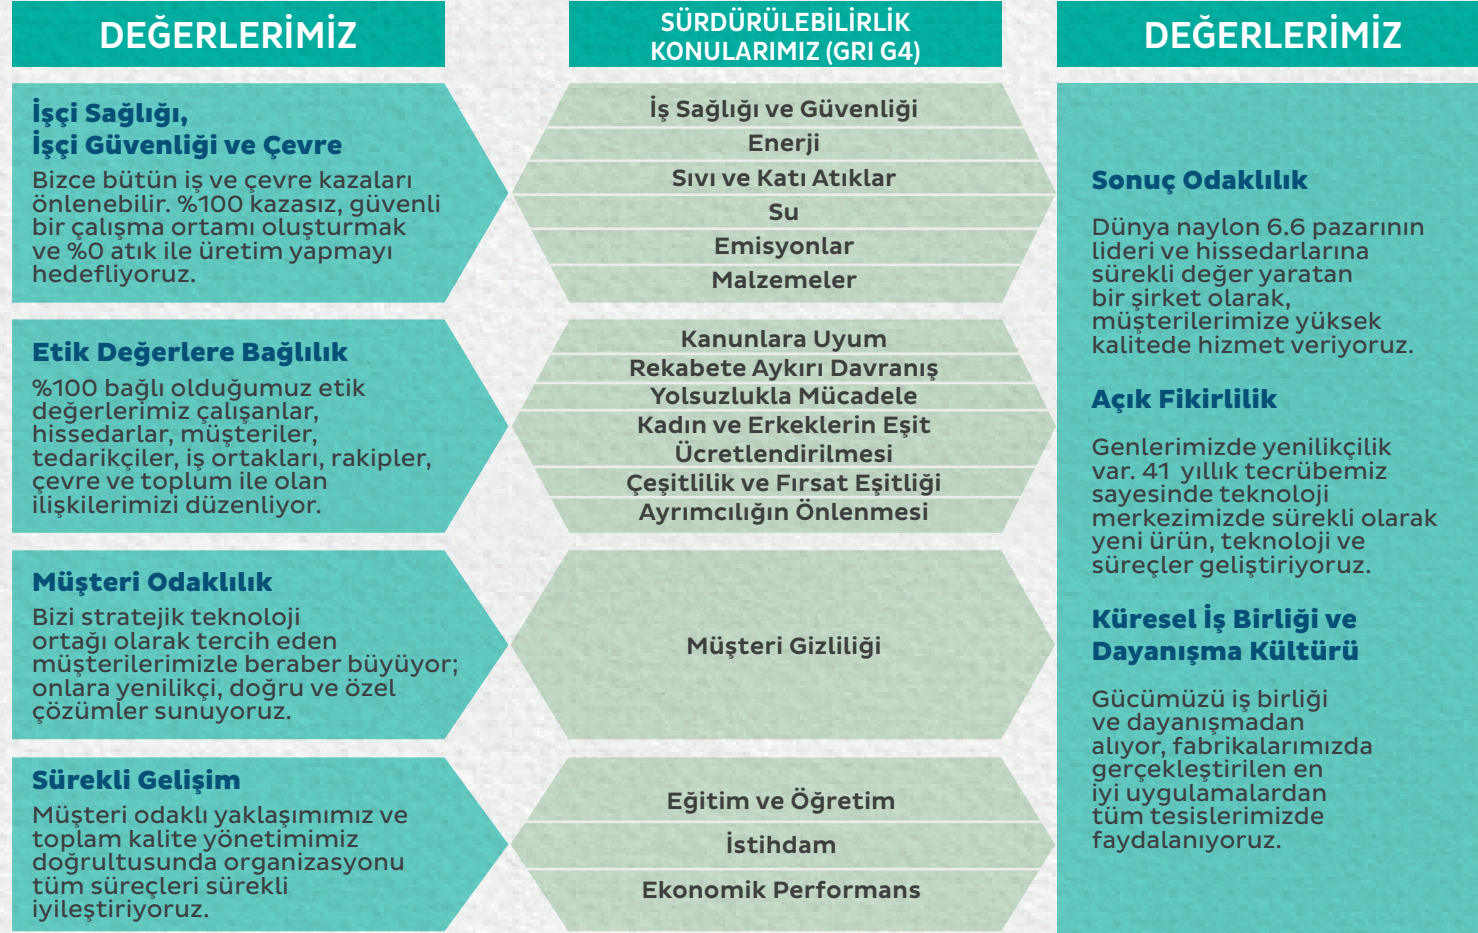 DEĞERLERİMİZ
İşçi Sağlığı,
İşçi Güvenliği ve Çevre
Bizce bütün iş ve çevre kazaları
önlenebilir. %100 kazasız, güvenli
bir çalışma ortamı oluşturmak
ve %0 atık ile üretim yapmayı
hedefliyoruz.
Etik Değerlere Bağlılık
%100 bağlı olduğumuz etik
değerlerimiz çalışanlar,
hissedarlar, müşteriler,
tedarikçiler, iş ortakları, rakipler,
çevre ve toplum ile olan
ilişkilerimizi düzenliyor.
Müşteri Odaklılık
Bizi stratejik teknoloji
ortağı olarak tercih eden
müşterilerimizle beraber büyüyor;
onlara yenilikçi, doğru ve özel
çözümler sunuyoruz.
Sürekli Gelişim
Müşteri odaklı yaklaşımımız ve
toplam kalite yönetimimiz
doğrultusunda organizasyonu
tüm süreçleri sürekli
iyileştiriyoruz.
SÜRDÜRÜLEBİLİRLİK
KONULARIMIZ (GRI G4)
İş Sağlığı ve Güvenliği
Enerji
Sıvı ve Katı Atıklar
Su
Emisyonlar
Malzemeler
Kanunlara Uyum
Rekabete Aykırı Davranış
Yolsuzlukla Mücadele
Kadın ve Erkeklerin Eşit
Ücretlendirilmesi
Çeşitlilik ve Fırsat Eşitliği
Ayrımcılığın Önlenmesi
Müşteri Gizliliği
Eğitim ve Öğretim
İstihdam
Ekonomik Performans
DEĞERLERİMİZ
Sonuç Odaklılık
Dünya naylon 6.6 pazarının
lideri ve hissedarlarına
sürekli değer yaratan
bir şirket olarak,
müşterilerimize yüksek
kalitede hizmet veriyoruz.
Açık Fikirlilik
Genlerimizde yenilikçilik
var. 41 yıllık tecrübemiz
sayesinde teknoloji
merkezimizde sürekli olarak
yeni ürün, teknoloji ve
süreçler geliştiriyoruz.
Küresel İş Birliği ve
Dayanışma Kültürü
Gücümüzü iş birliği
ve dayanışmadan
alıyor, fabrikalarımızda
gerçekleştirilen en
iyi uygulamalardan
tüm tesislerimizde
faydalanıyoruz.